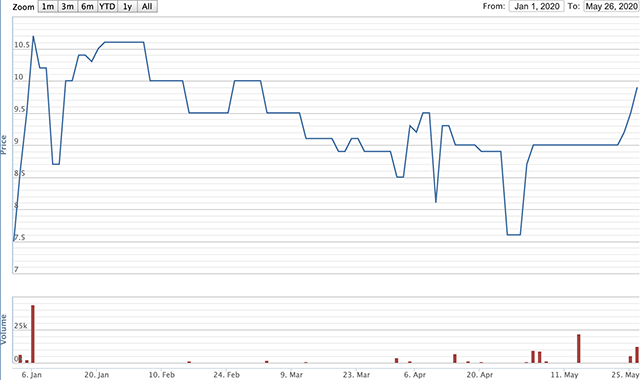 Zoom 1m 3m 6m YTD 1y All From: Jan 1, 2020 To: May 26, 2020
10.5
10
9.5
9
8.5
8
7.5
7
Price
25k
0
Volume
6. Jan 20. Jan 10. Feb 24. Feb 9. Mar 23. Mar 6. Apr 20. Apr 11. May 25. May